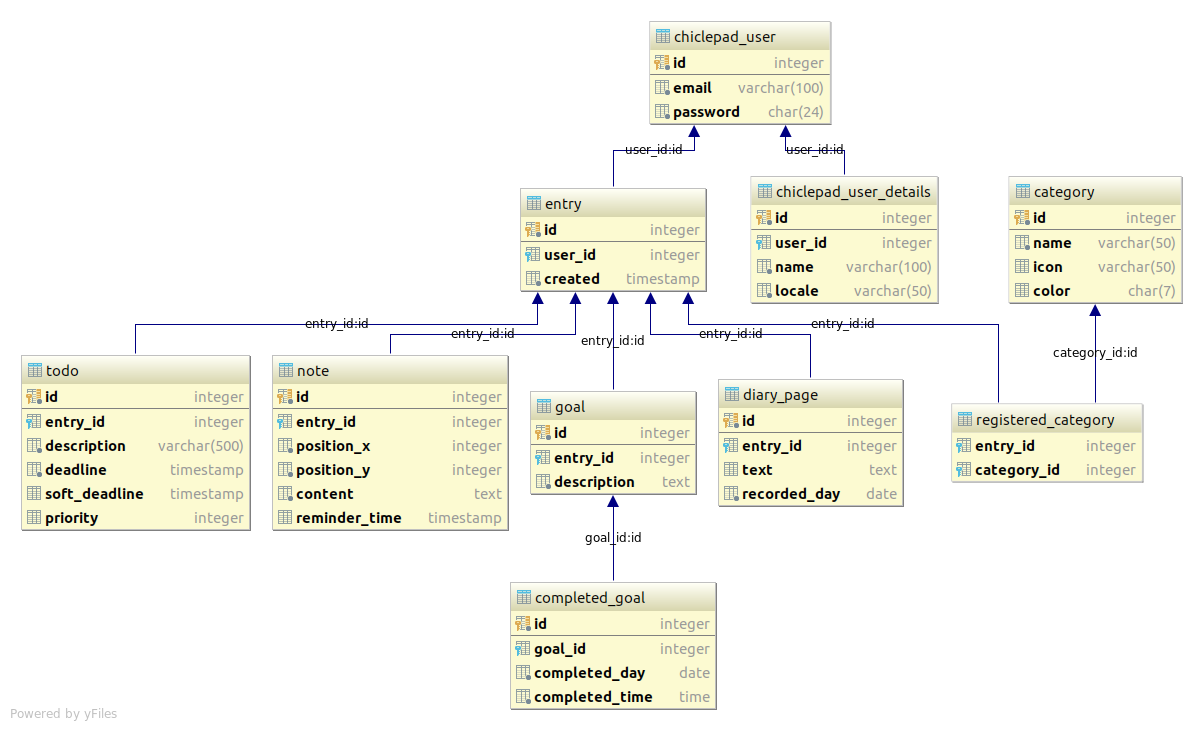 chiclepad_user
id integer
email varchar(100)
password char(24)
user_id:id
user_id:id
entry
id integer
user_id integer
created timestamp
chiclepad_user_details
id integer
user_id integer
name varchar(100)
locale varchar(50)
category
id integer
name varchar(50)
icon varchar(50)
color char(7)
entry_id:id
entry_id:id
entry_id:id
entry_id:id
entry_id:id
category_id:id
todo
id integer
entry_id integer
description varchar(500)
deadline timestamp
soft_deadline timestamp
priority integer
note
id integer
entry_id integer
position_x integer
position_y integer
content text
reminder_time timestamp
goal
id integer
entry_id integer
description text
diary_page
id integer
entry_id integer
text text
recorded_day date
registered_category
entry_id integer
category_id integer
goal_id:id
completed_goal
id integer
goal_id integer
completed_day date
completed_time time
Powered by yFiles